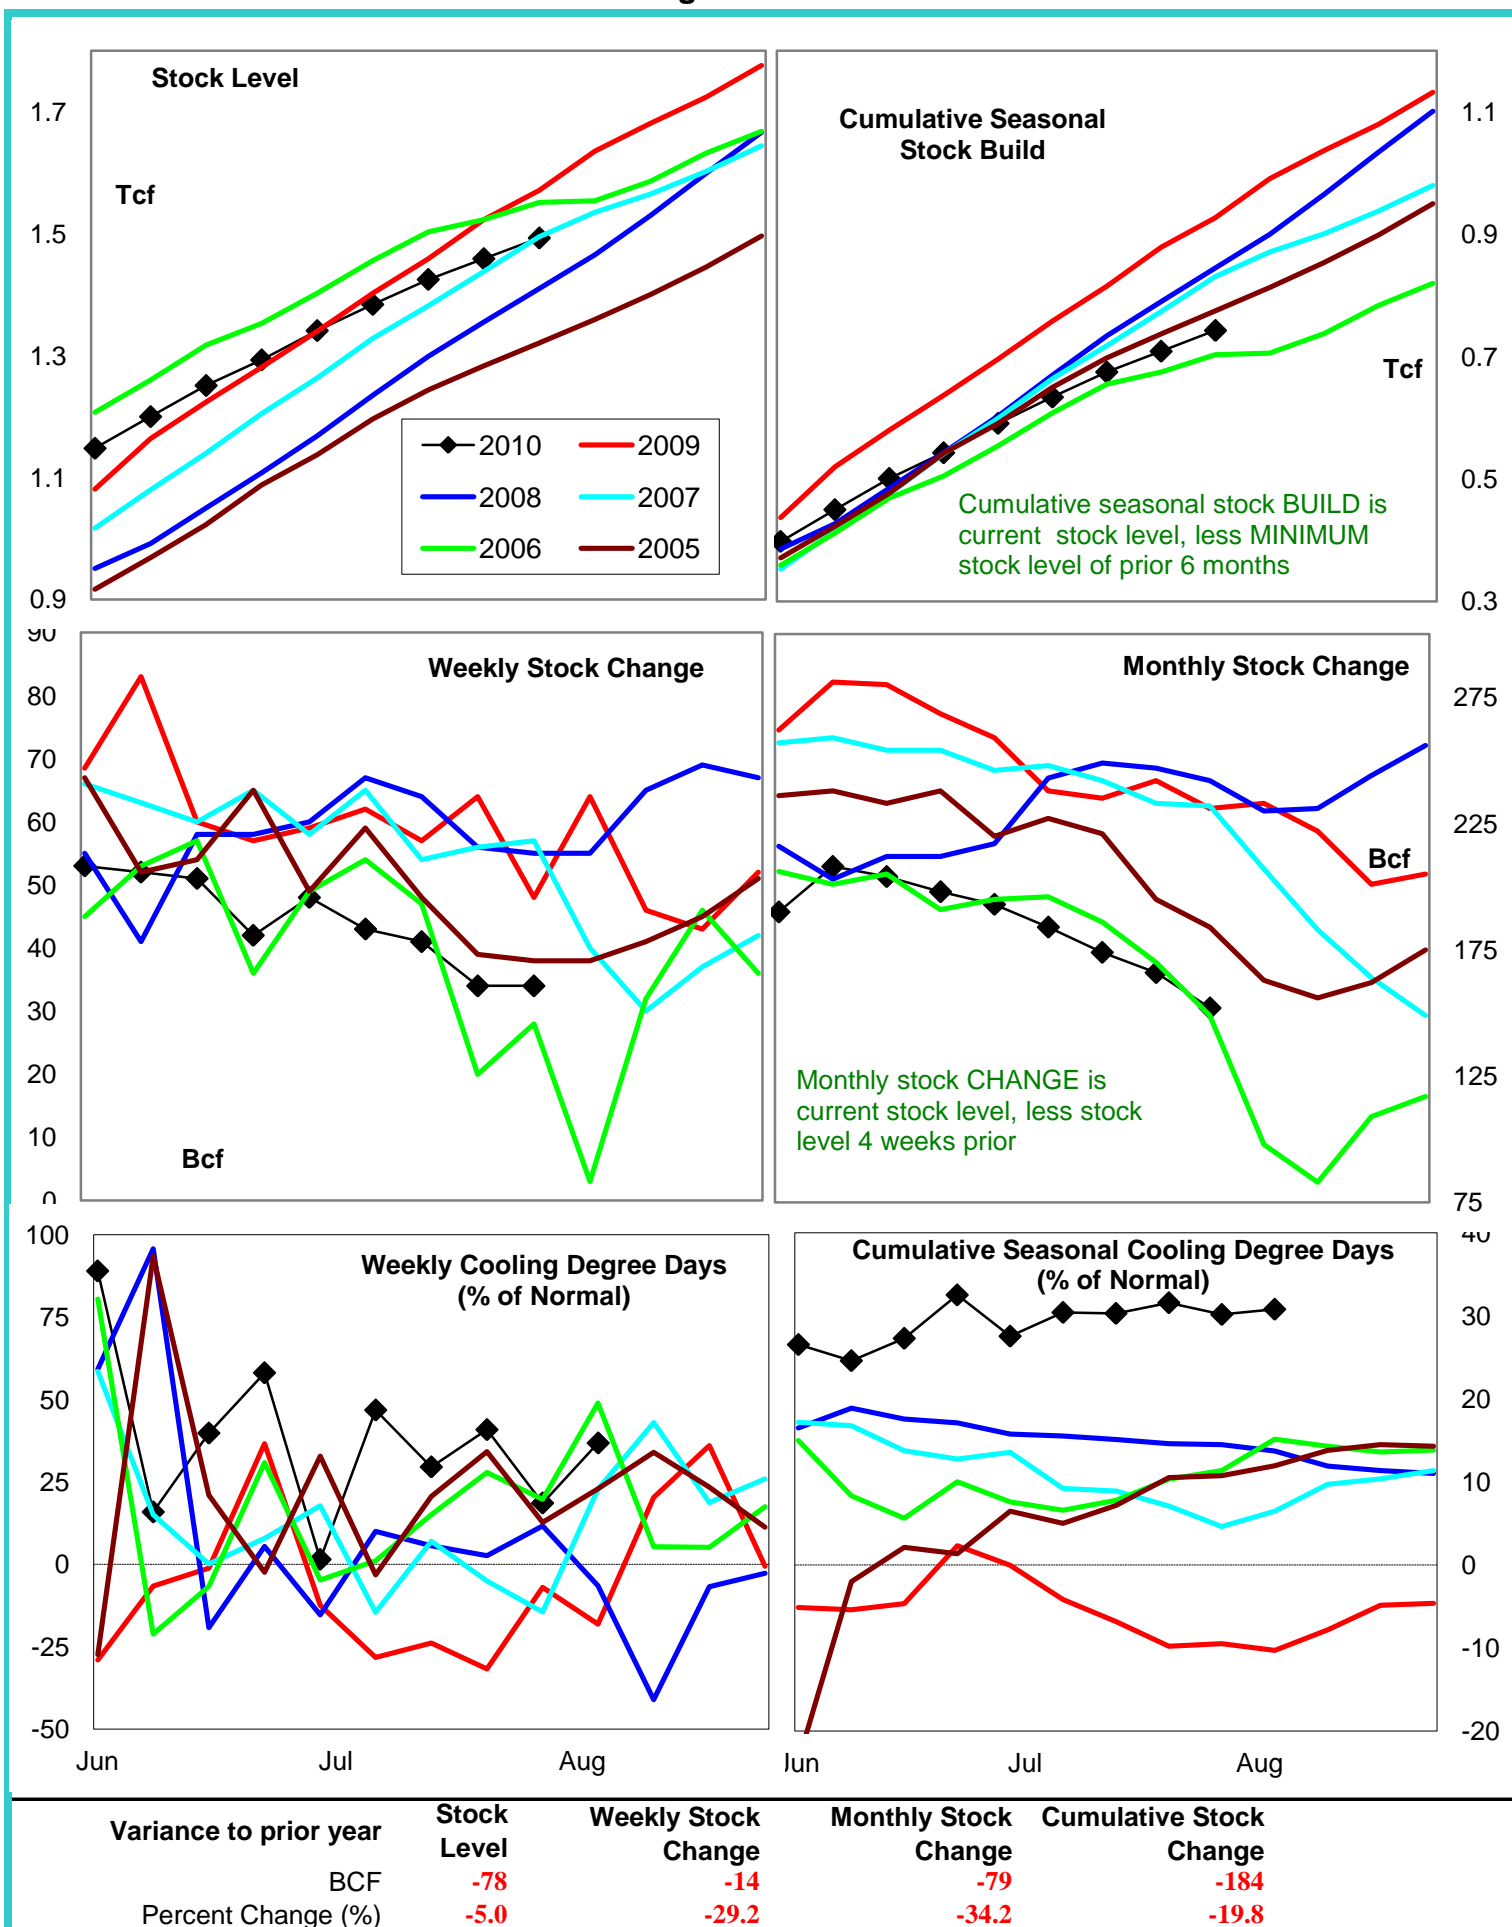 Stock Level
Tcf
1.7
1.5
1.3
1.1
0.9
2010
2009
2008
2007
2006
2005
Cumulative Seasonal
Stock Build
Tcf
Cumulative seasonal stock BUILD is
current stock level, less MINIMUM
stock level of prior 6 months
1.1
0.9
0.7
0.5
0.3
Weekly Stock Change
Bcf
90
80
70
60
50
40
30
20
10
0
Monthly Stock Change
Bcf
Monthly stock CHANGE is
current stock level, less stock
level 4 weeks prior
275
225
175
125
75
Weekly Cooling Degree Days
(% of Normal)
100
75
50
25
0
-25
-50
Jun Jul Aug
Cumulative Seasonal Cooling Degree Days
(% of Normal)
40
30
20
10
0
-10
-20
Jun Jul Aug
Variance to prior year Stock Level Weekly Stock Change Monthly Stock Change Cumulative Stock Change
BCF -78 -14 -79 -184
Percent Change (%) -5.0 -29.2 -34.2 -19.8